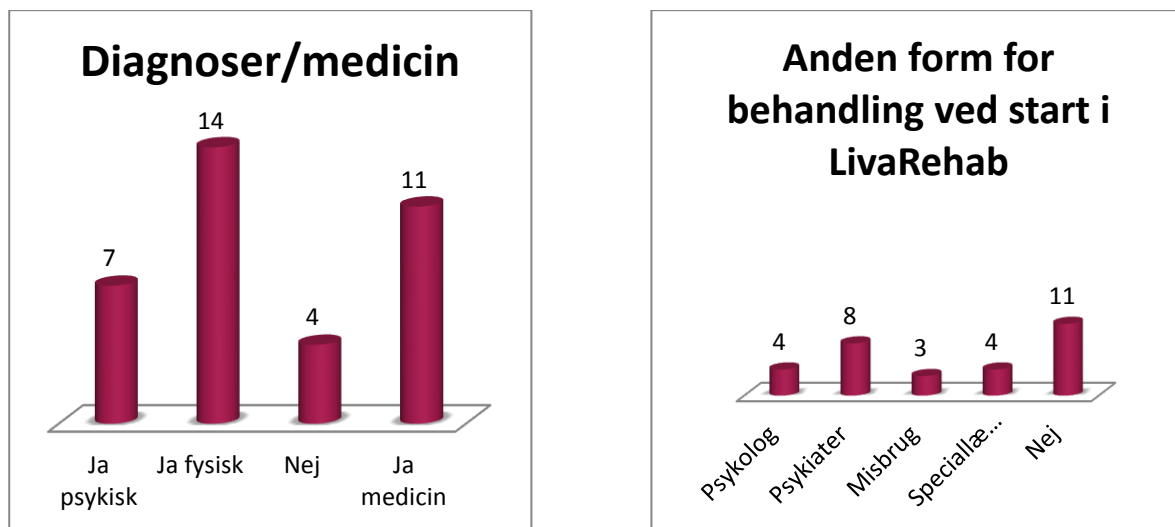 Diagnoser/medicin
14
11
7
4
Ja
psykisk
Ja fysisk
Nej
Ja
medicin
Anden form for
behandling ved start i
LivaRehab
4
8
3
4
11
Psykolog
Psykiater
Misbrug
Speciallæ...
Nej